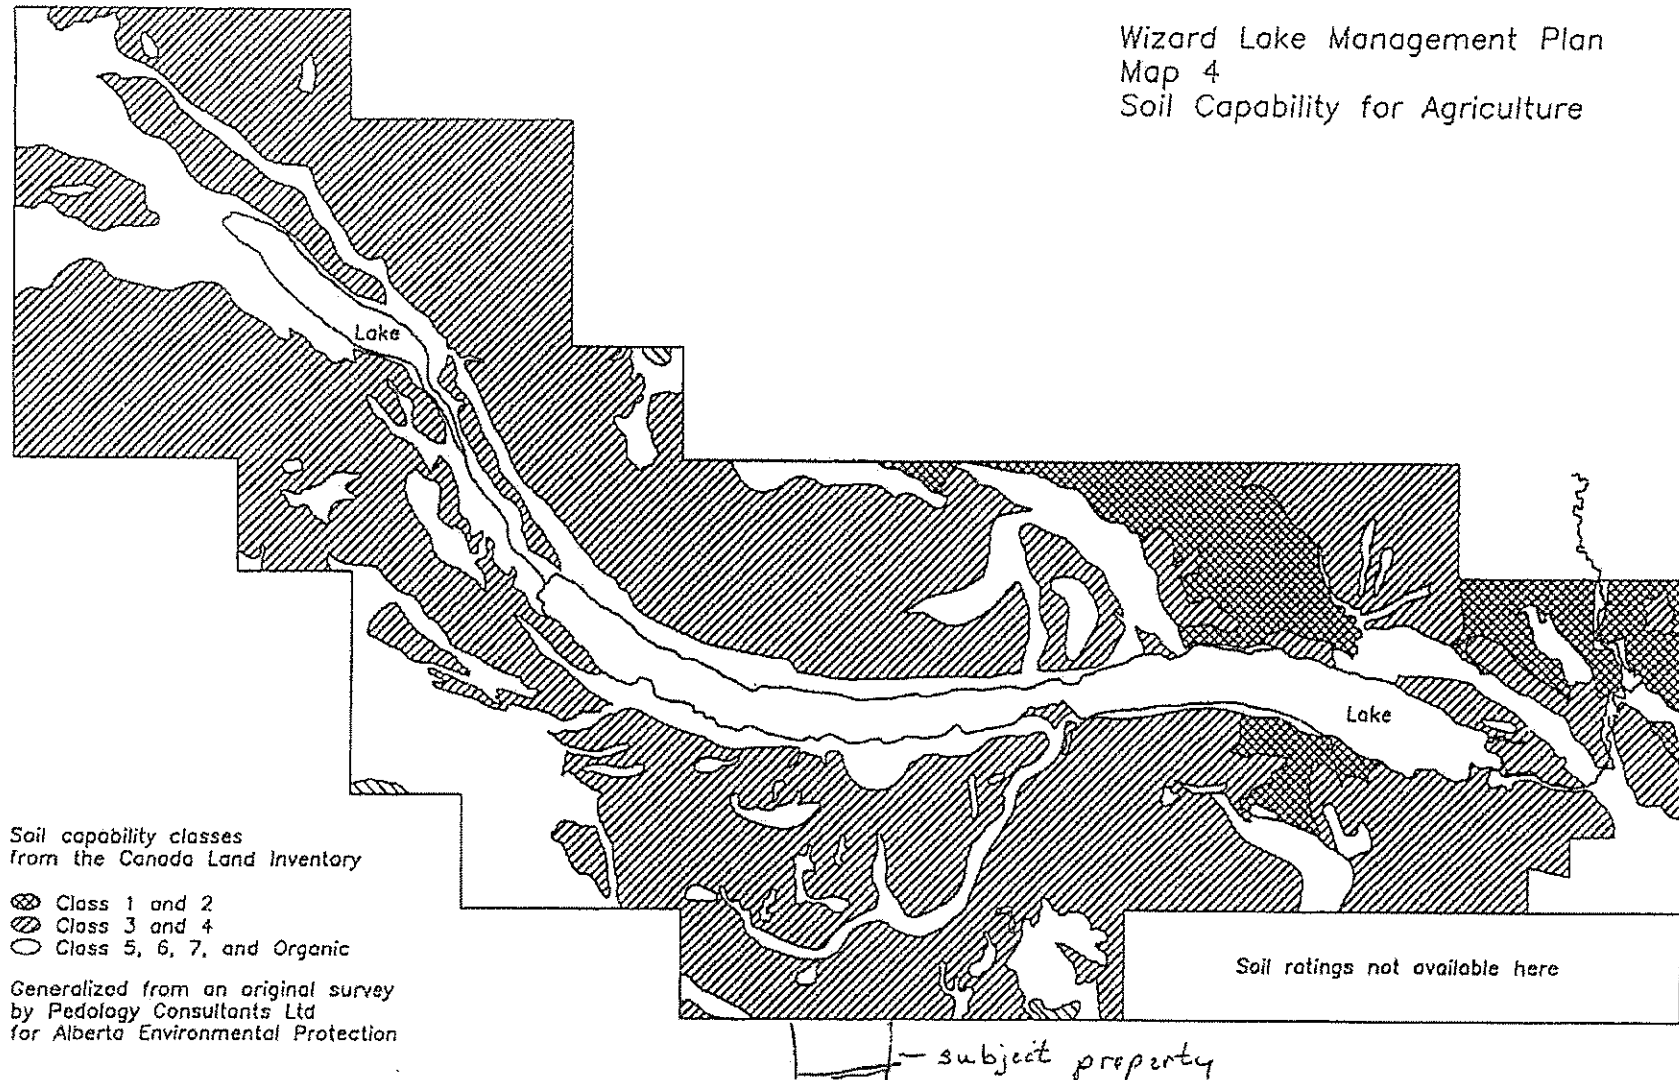 Wizard Lake Management Plan
Map 4
Soil Capability for Agriculture
Lake
Lake
Soil capability classes
from the Canada Land Inventory
Class 1 and 2
Class 3 and 4
Class 5, 6, 7, and Organic
Generalized from an original survey
by Pedology Consultants Ltd
for Alberta Environmental Protection
Soil ratings not available here
subject property